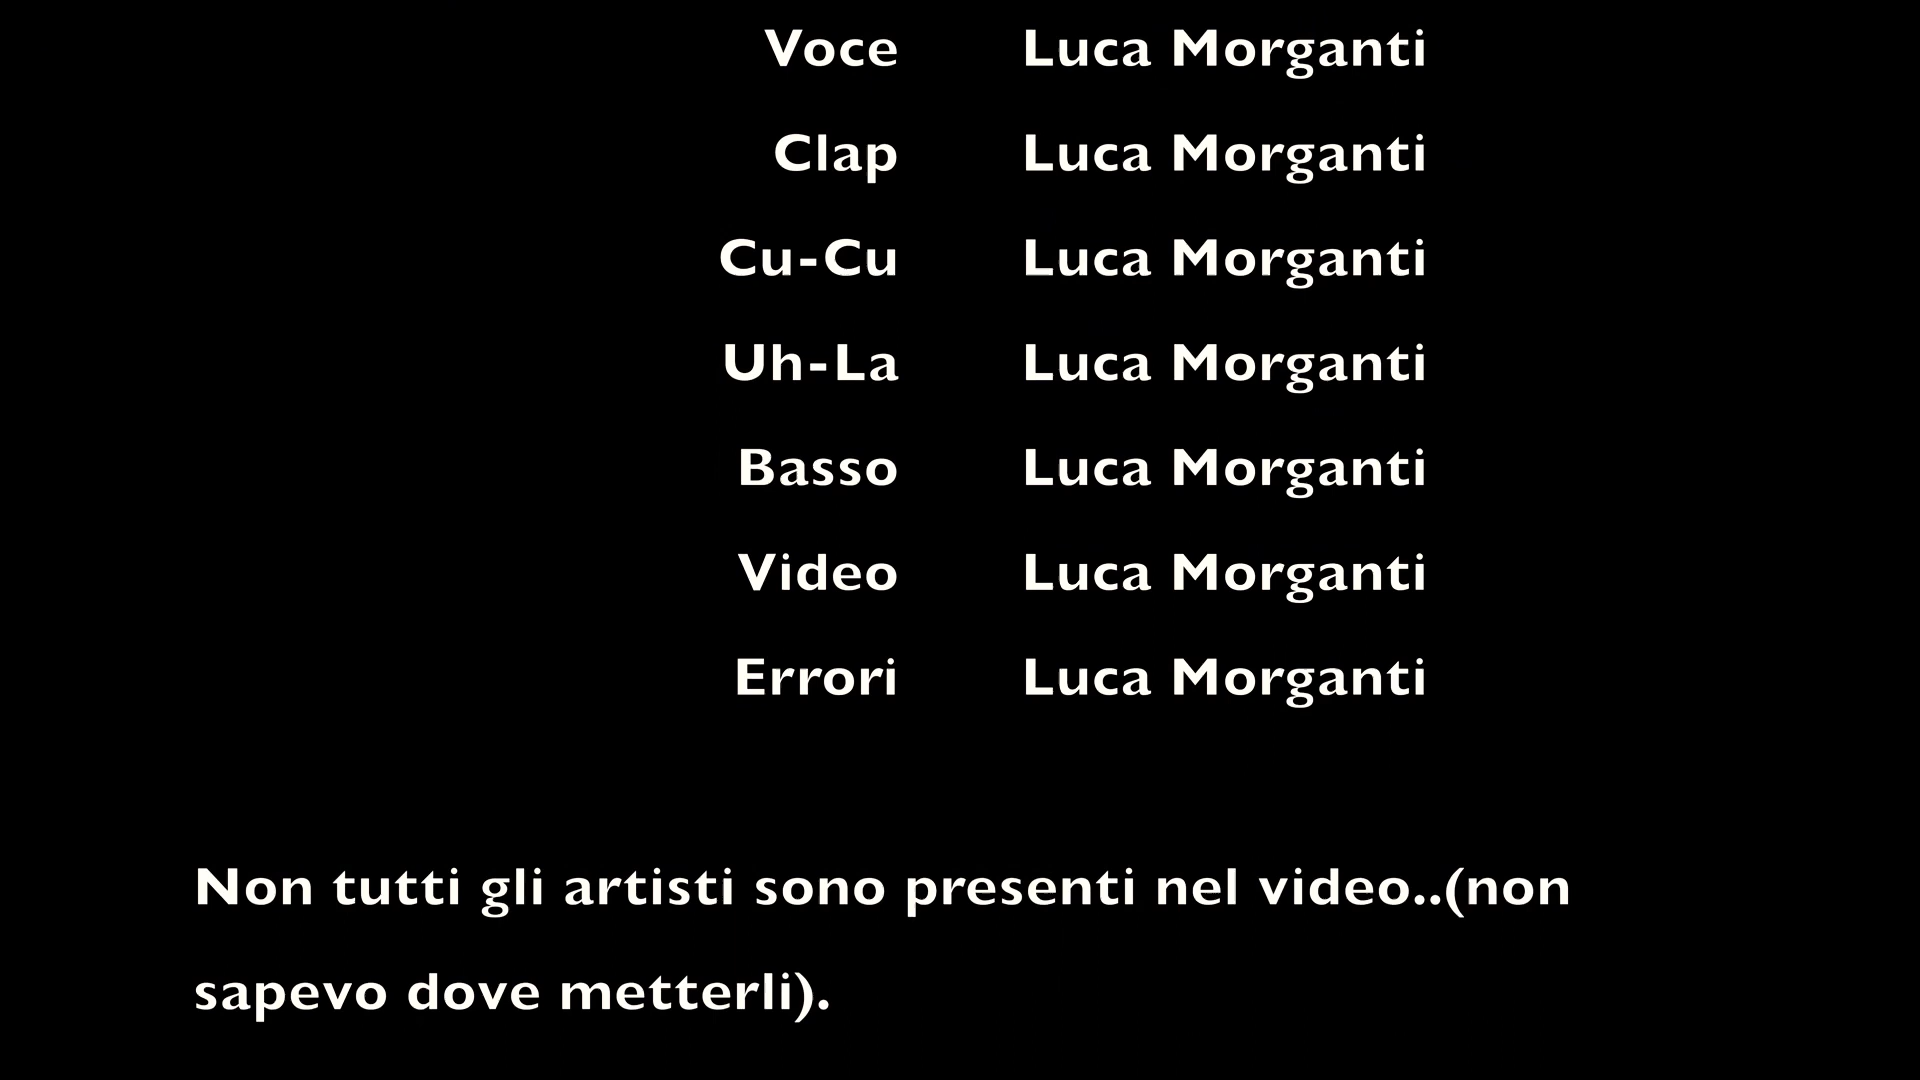 Voce Luca Morganti
Clap Luca Morganti
Cu-Cu Luca Morganti
Uh-La Luca Morganti
Basso Luca Morganti
Video Luca Morganti
Errori Luca Morganti
Non tutti gli artisti sono presenti nel video..(non
sapevo dove metterli).